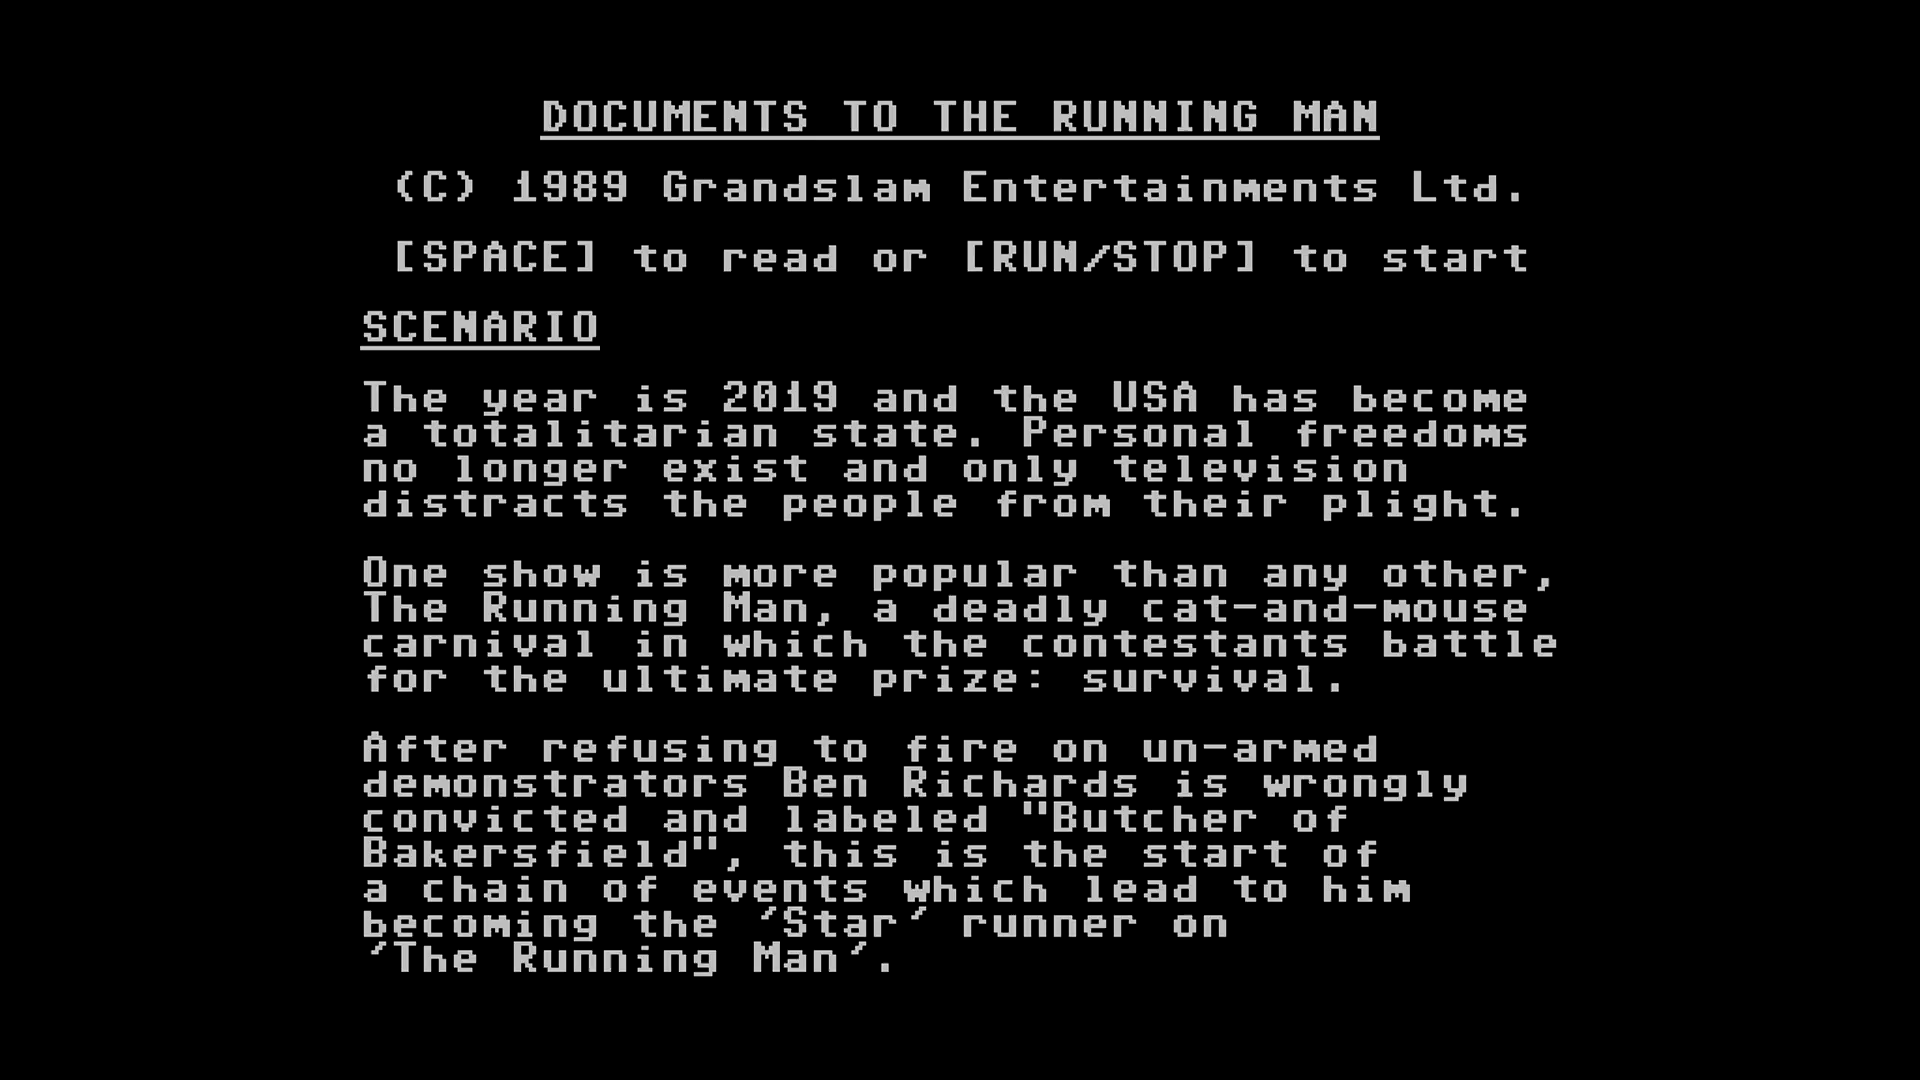 DOCUMENTS TO THE RUNNING MAN
(C) 1989 Grandslam Entertainments Ltd.
[SPACE] to read or [RUN/STOP] to start
SCENARIO
The year is 2019 and the USA has become
a totalitarian state. Personal freedoms
no longer exist and only television
distracts the people from their plight.
One show is more popular than any other,
The Running Man, a deadly cat-and-mouse
carnival in which the contestants battle
for the ultimate prize: survival.
After refusing to fire on un-armed
demonstrators Ben Richards is wrongly
convicted and labeled "Butcher of
Bakersfield", this is the start of
a chain of events which lead to him
becoming the 'Star' runner on
'The Running Man'.